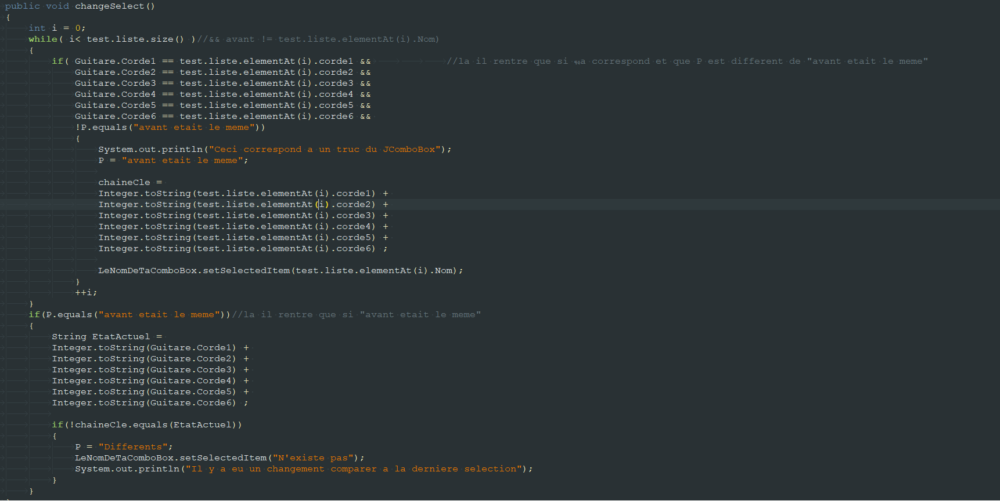 public void changeSelect()
{
int i = 0;
while( i< test.liste.size() )//&& avant != test.liste.elementAt(i).Nom)
{
if( Guitare.Corde1 == test.liste.elementAt(i).corde1 && //la il rentre que si correspond et que P est different de "avant etait le meme"
Guitare.Corde2 == test.liste.elementAt(i).corde2 &&
Guitare.Corde3 == test.liste.elementAt(i).corde3 &&
Guitare.Corde4 == test.liste.elementAt(i).corde4 &&
Guitare.Corde5 == test.liste.elementAt(i).corde5 &&
Guitare.Corde6 == test.liste.elementAt(i).corde6 &&
!P.equals("avant etait le meme"))
{
System.out.println("Ceci correspond a un truc du JComboBox");
P = "avant etait le meme";
chaineCle =
Integer.toString(test.liste.elementAt(i).corde1) +
Integer.toString(test.liste.elementAt(i).corde2) +
Integer.toString(test.liste.elementAt(i).corde3) +
Integer.toString(test.liste.elementAt(i).corde4) +
Integer.toString(test.liste.elementAt(i).corde5) +
Integer.toString(test.liste.elementAt(i).corde6) ;
LeNomDeTaComboBox.setSelectedItem(test.liste.elementAt(i).Nom);
}
++i;
}
if(P.equals("avant etait le meme"))//la il rentre que si "avant etait le meme"
{
String EtatActuel =
Integer.toString(Guitare.Corde1) +
Integer.toString(Guitare.Corde2) +
Integer.toString(Guitare.Corde3) +
Integer.toString(Guitare.Corde4) +
Integer.toString(Guitare.Corde5) +
Integer.toString(Guitare.Corde6) ;
if(!chaineCle.equals(EtatActuel))
{
P = "Differents";
LeNomDeTaComboBox.setSelectedItem("N'existe pas");
System.out.println("Il y a eu un changement comparer a la derniere selection");
}
}